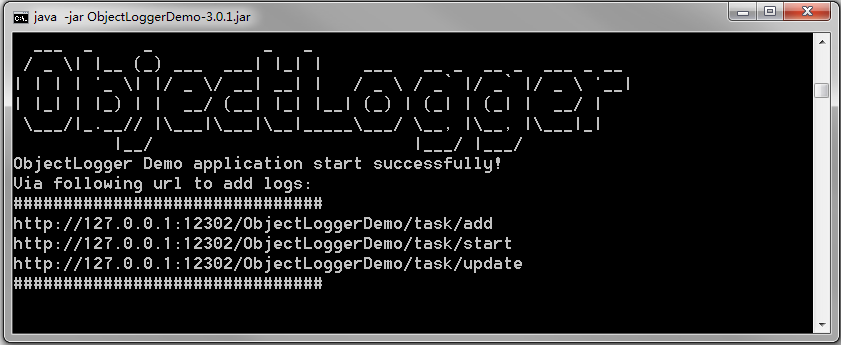 java -jar ObjectLoggerDemo-3.0.1.jar
ObjectLogger
ObjectLogger Demo application start successfully!
Via following url to add logs:
###############################
http://127.0.0.1:12302/ObjectLoggerDemo/task/add
http://127.0.0.1:12302/ObjectLoggerDemo/task/start
http://127.0.0.1:12302/ObjectLoggerDemo/task/update
###############################